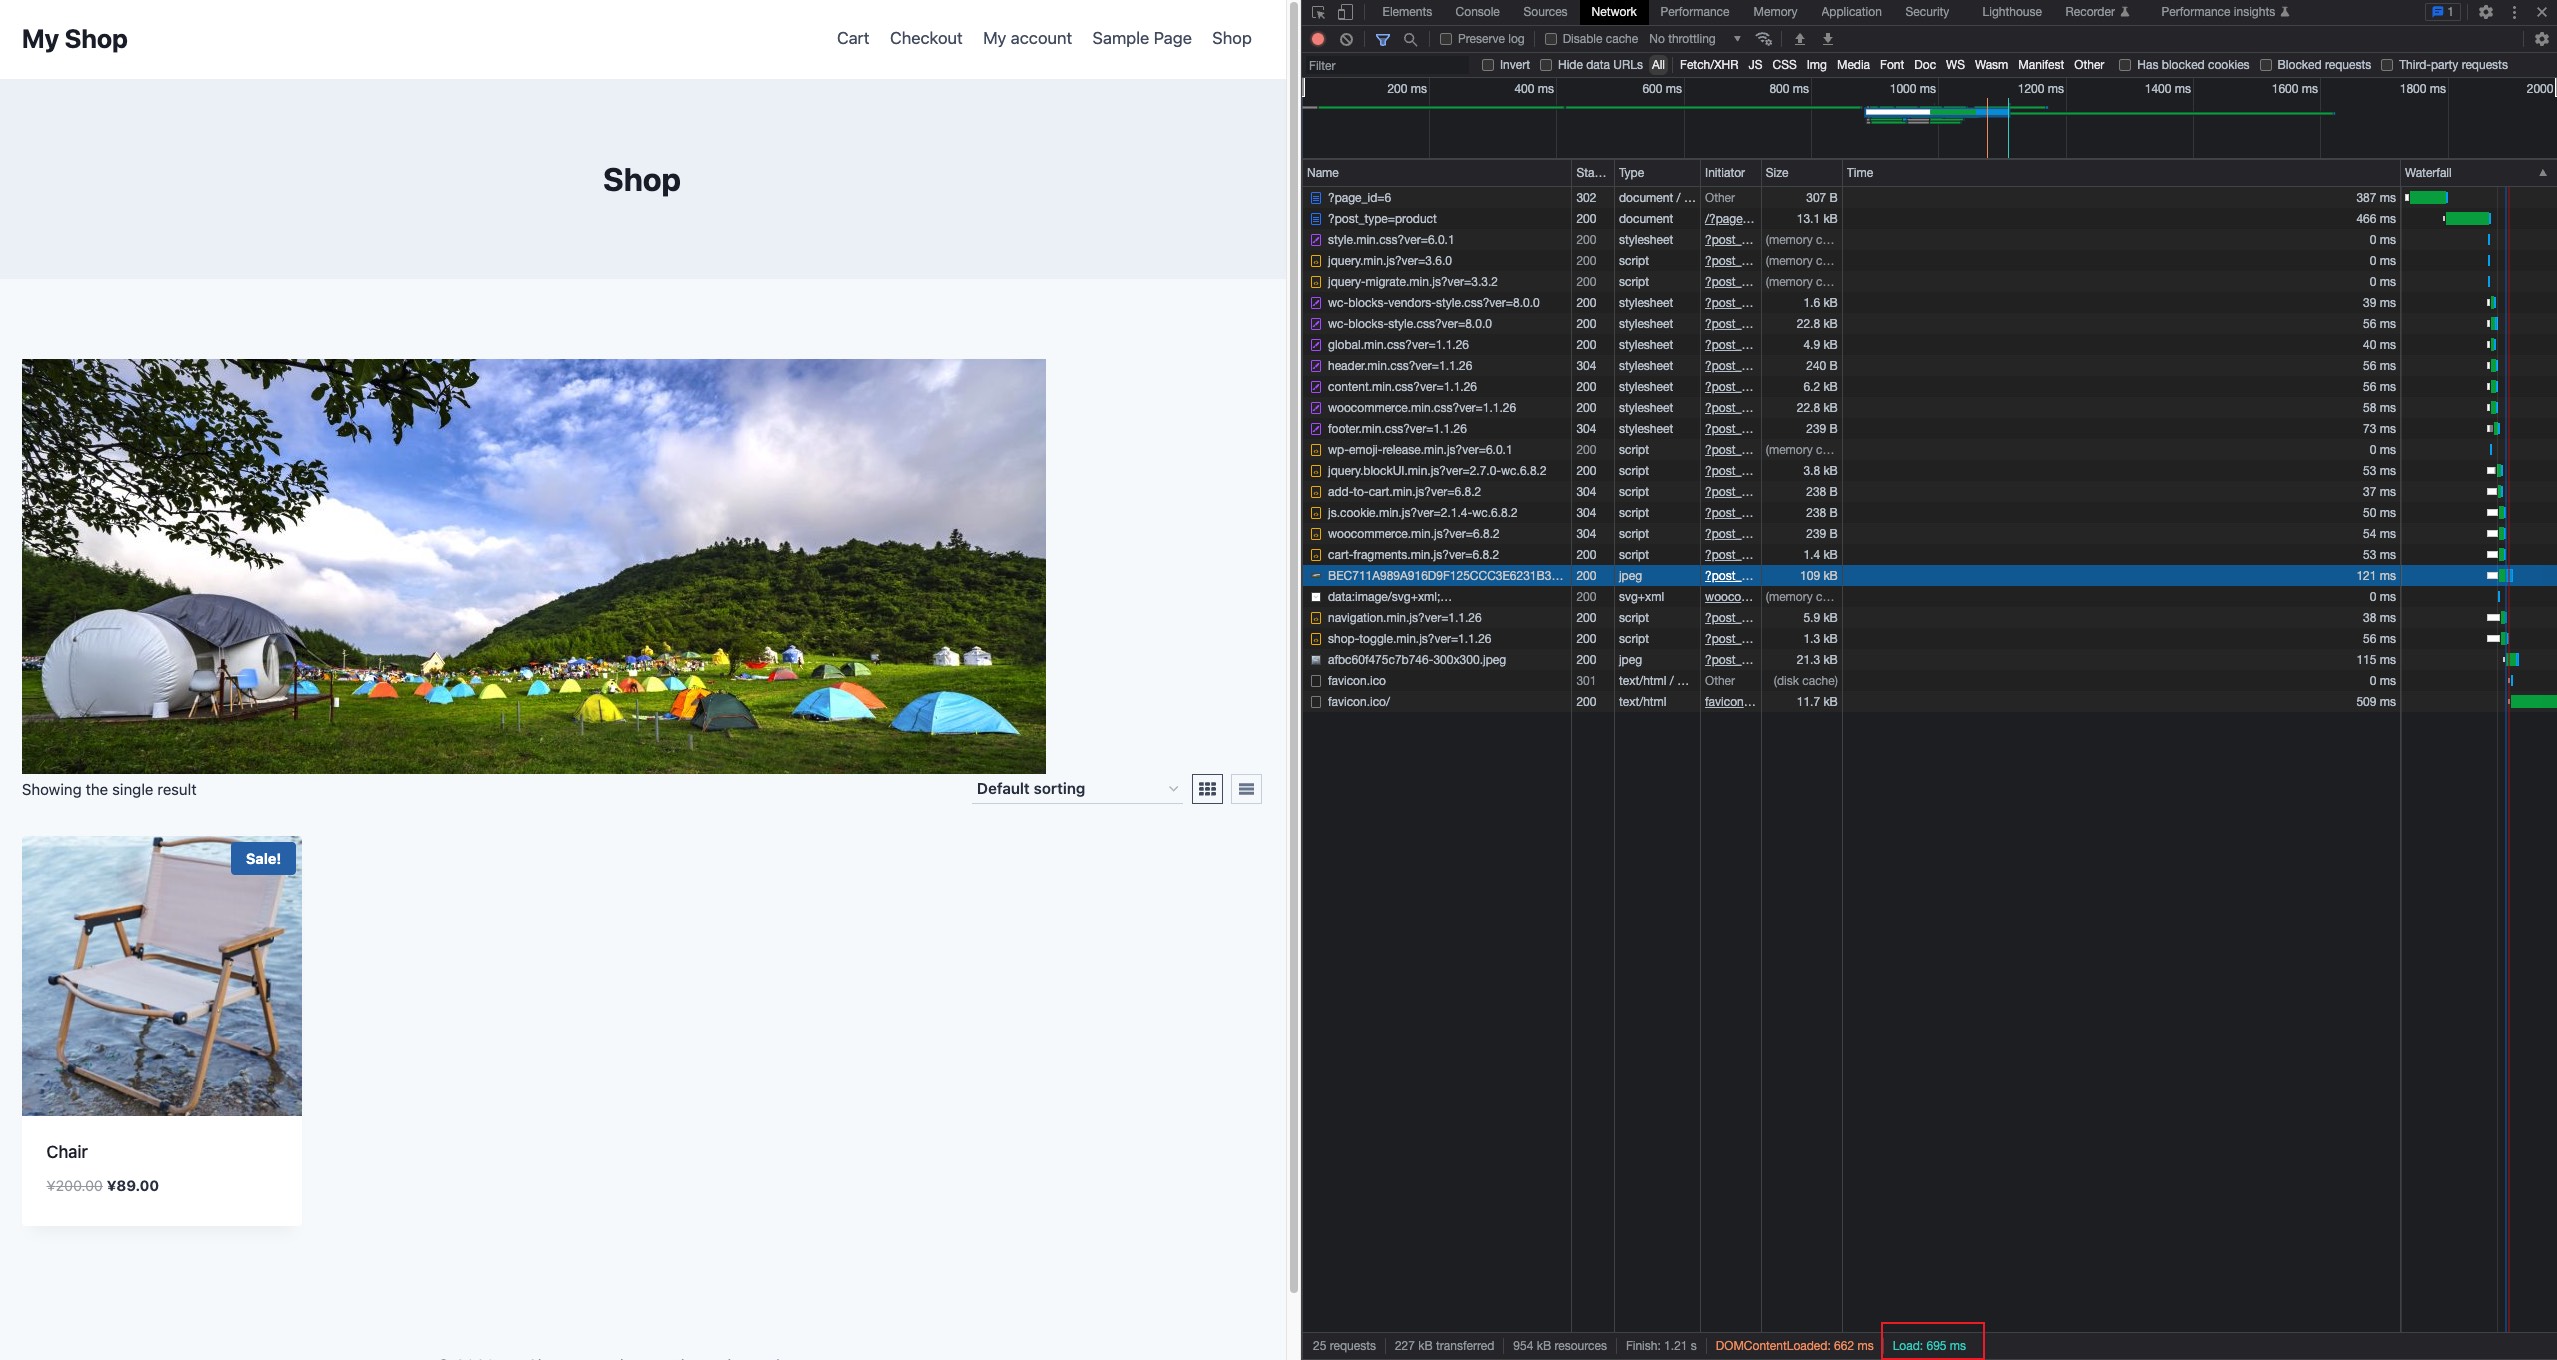 My Shop
Cart Checkout My account Sample Page Shop
Shop
Showing the single result
Default sorting
Sale!
Chair
¥200.00 ¥89.00
Elements Console Sources Network Performance Memory Application Security Lighthouse Recorder Performance insights 1
Preserve log Disable cache No throttling
Filter Invert Hide data URLs All Fetch/XHR JS CSS Img Media Font Doc WS Wasm Manifest Other Has blocked cookies Blocked requests Third-party requests
200 ms 400 ms 600 ms 800 ms 1000 ms 1200 ms 1400 ms 1600 ms 1800 ms 2000
Name Sta... Type Initiator Size Time Waterfall
?page_id=6 302 document / ... Other 307 B 387 ms
?post_type=product 200 document /?page... 13.1 kB 466 ms
style.min.css?ver=6.0.1 200 stylesheet ?post_... (memory c... 0 ms
jquery.min.js?ver=3.6.0 200 script ?post_... (memory c... 0 ms
jquery-migrate.min.js?ver=3.3.2 200 script ?post_... (memory c... 0 ms
wc-blocks-vendors-style.css?ver=8.0.0 200 stylesheet ?post_... 1.6 kB 39 ms
wc-blocks-style.css?ver=8.0.0 200 stylesheet ?post_... 22.8 kB 56 ms
global.min.css?ver=1.1.26 200 stylesheet ?post_... 4.9 kB 40 ms
header.min.css?ver=1.1.26 304 stylesheet ?post_... 240 B 56 ms
content.min.css?ver=1.1.26 200 stylesheet ?post_... 6.2 kB 56 ms
woocommerce.min.css?ver=1.1.26 200 stylesheet ?post_... 22.8 kB 58 ms
footer.min.css?ver=1.1.26 304 stylesheet ?post_... 239 B 73 ms
wp-emoji-release.min.js?ver=6.0.1 200 script ?post_... (memory c... 0 ms
jquery.blockUI.min.js?ver=2.7.0-wc.6.8.2 200 script ?post_... 3.8 kB 53 ms
add-to-cart.min.js?ver=6.8.2 304 script ?post_... 238 B 37 ms
js.cookie.min.js?ver=2.1.4-wc.6.8.2 304 script ?post_... 238 B 50 ms
woocommerce.min.js?ver=6.8.2 304 script ?post_... 239 B 54 ms
cart-fragments.min.js?ver=6.8.2 200 script ?post_... 1.4 kB 53 ms
BEC711A989A916D9F125CCC3E6231B3... 200 jpeg ?post_... 109 kB 121 ms
data:image/svg+xml;... 200 svg+xml wooco... (memory c... 0 ms
navigation.min.js?ver=1.1.26 200 script ?post_... 5.9 kB 38 ms
shop-toggle.min.js?ver=1.1.26 200 script ?post_... 1.3 kB 56 ms
afbc60f475c7b746-300x300.jpeg 200 jpeg ?post_... 21.3 kB 115 ms
favicon.ico 301 text/html / ... Other (disk cache) 0 ms
favicon.ico/ 200 text/html favicon... 11.7 kB 509 ms
25 requests 227 kB transferred 954 kB resources Finish: 1.21 s DOMContentLoaded: 662 ms Load: 695 ms